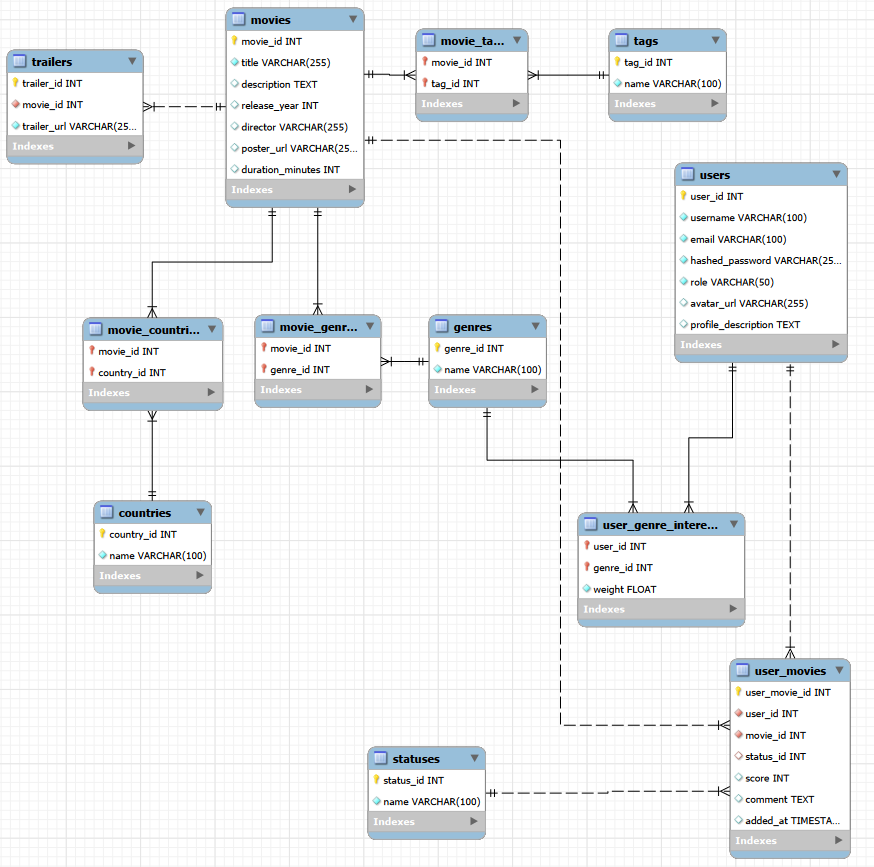 movies
movie_id INT
title VARCHAR(255)
description TEXT
release_year INT
director VARCHAR(255)
poster_url VARCHAR(25...
duration_minutes INT
Indexes
trailers
trailer_id INT
movie_id INT
trailer_url VARCHAR(25...
Indexes
movie_ta...
movie_id INT
tag_id INT
Indexes
tags
tag_id INT
name VARCHAR(100)
Indexes
users
user_id INT
username VARCHAR(100)
email VARCHAR(100)
hashed_password VARCHAR(25...
role VARCHAR(50)
avatar_url VARCHAR(255)
profile_description TEXT
Indexes
movie_countri...
movie_id INT
country_id INT
Indexes
movie_genr...
movie_id INT
genre_id INT
Indexes
genres
genre_id INT
name VARCHAR(100)
Indexes
countries
country_id INT
name VARCHAR(100)
Indexes
user_genre_intere...
user_id INT
genre_id INT
weight FLOAT
Indexes
user_movies
user_movie_id INT
user_id INT
movie_id INT
status_id INT
score INT
comment TEXT
added_at TIMESTA...
Indexes
statuses
status_id INT
name VARCHAR(100)
Indexes